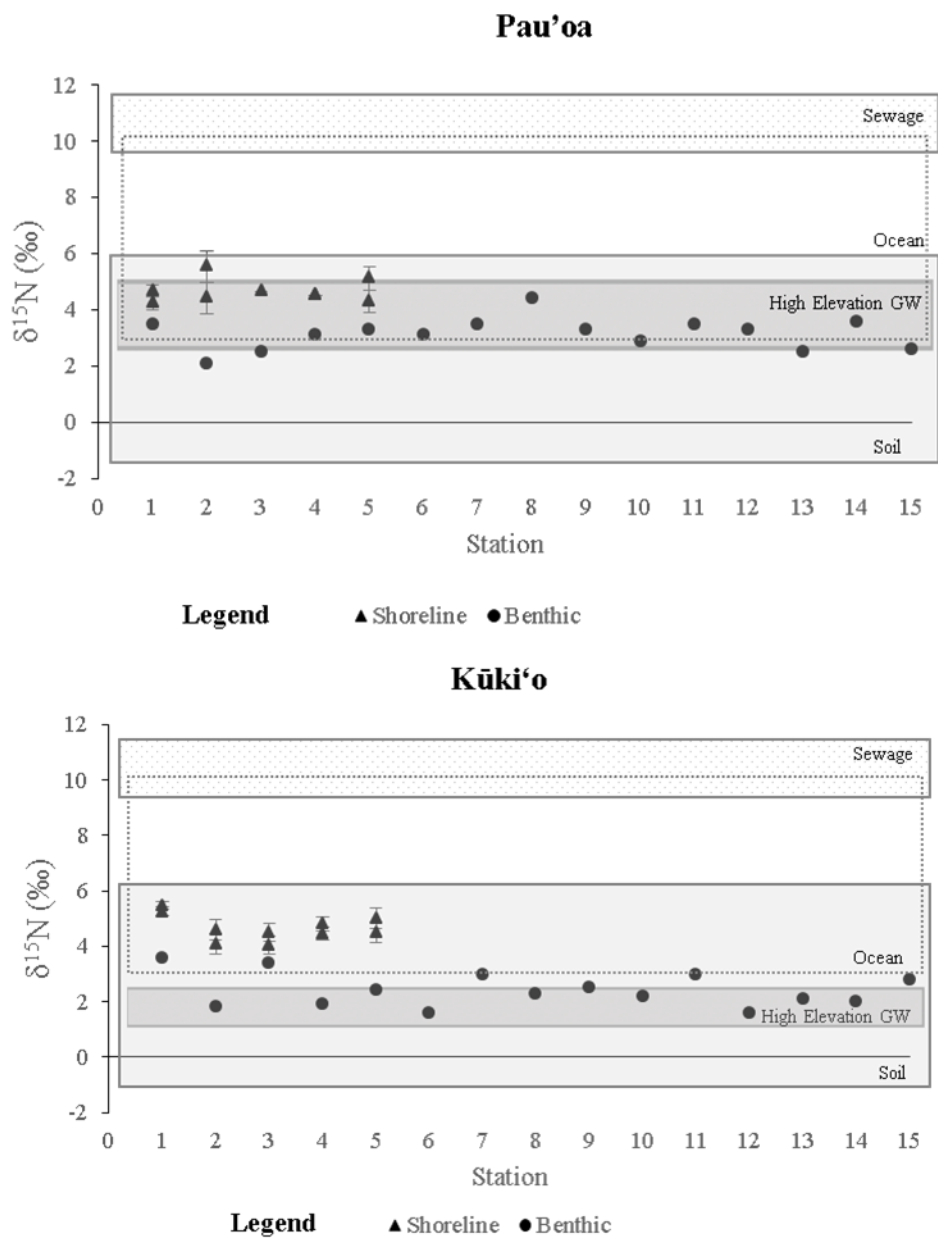 Pau'oa
12
10
8
6
4
2
0
-2
δ¹⁵N (‰)
Sewage
Ocean
High Elevation GW
Soil
0 1 2 3 4 5 6 7 8 9 10 11 12 13 14 15
Station
Legend ▲ Shoreline ● Benthic
Kūki‘o
12
10
8
6
4
2
0
-2
δ¹⁵N (‰)
Sewage
Ocean
High Elevation GW
Soil
0 1 2 3 4 5 6 7 8 9 10 11 12 13 14 15
Station
Legend ▲ Shoreline ● Benthic